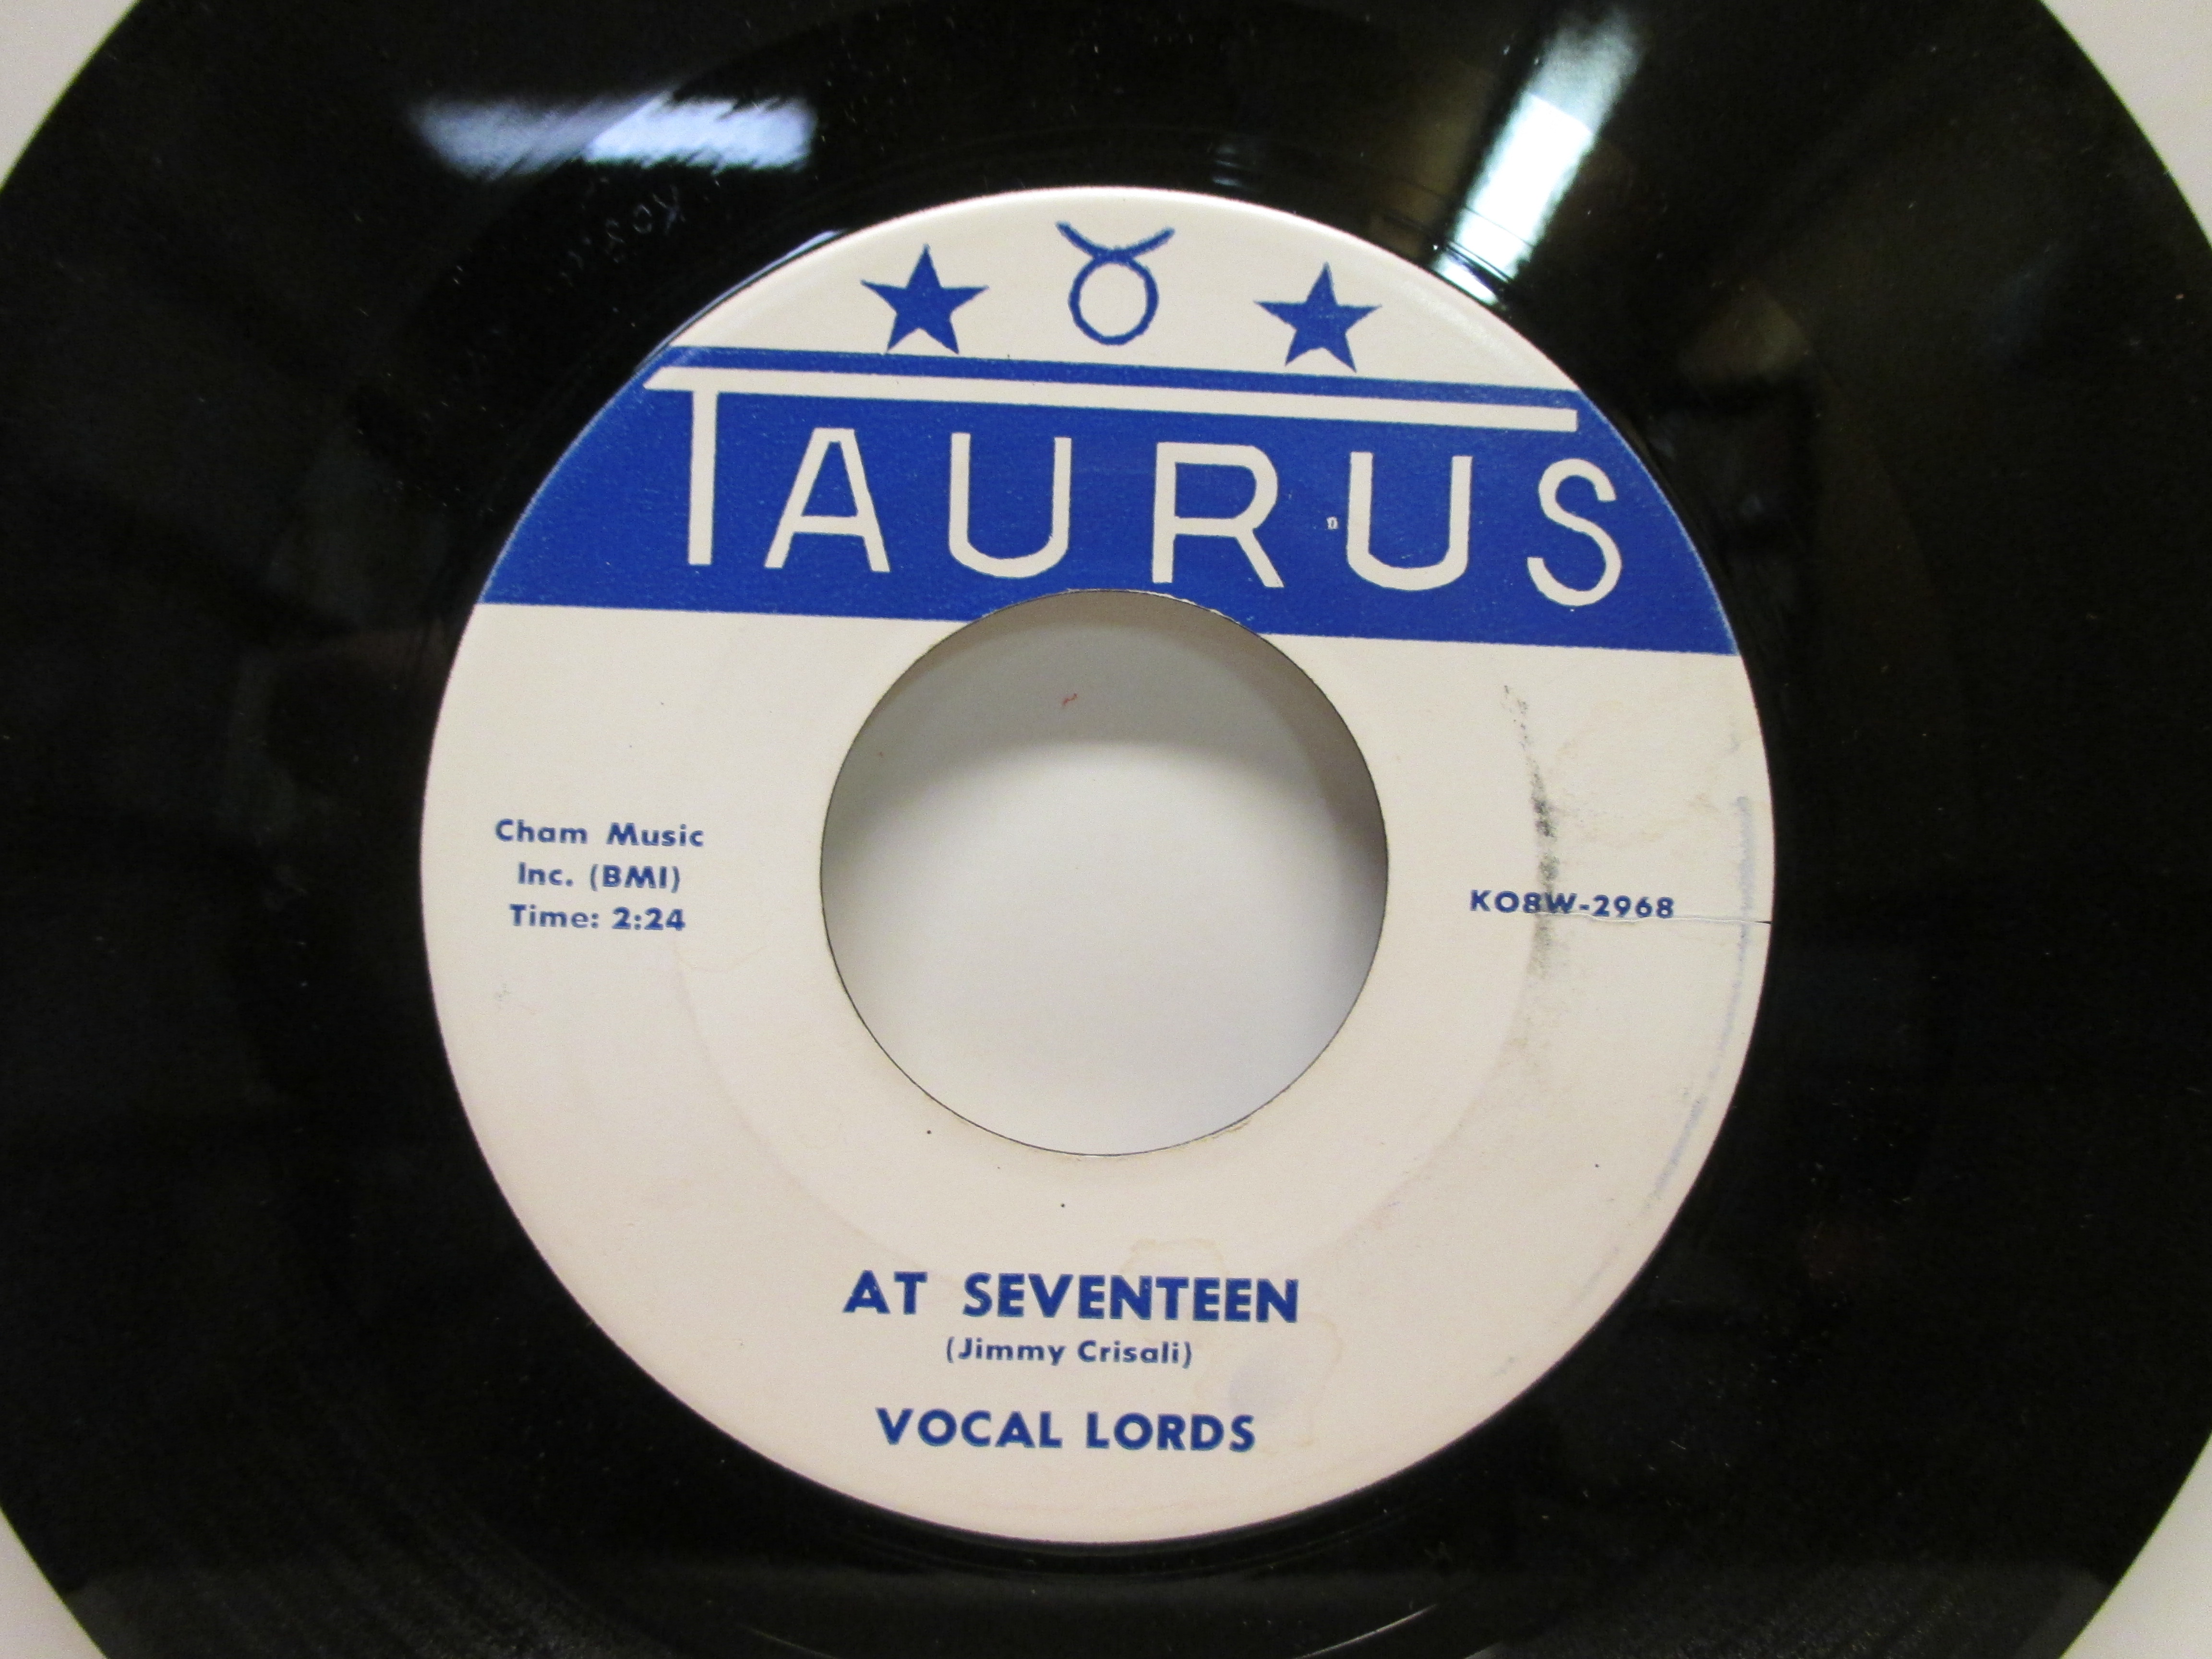 TAURUS
Cham Music
Inc. (BMI)
Time: 2:24
KO8W-2968
AT SEVENTEEN
(Jimmy Crisali)
VOCAL LORDS